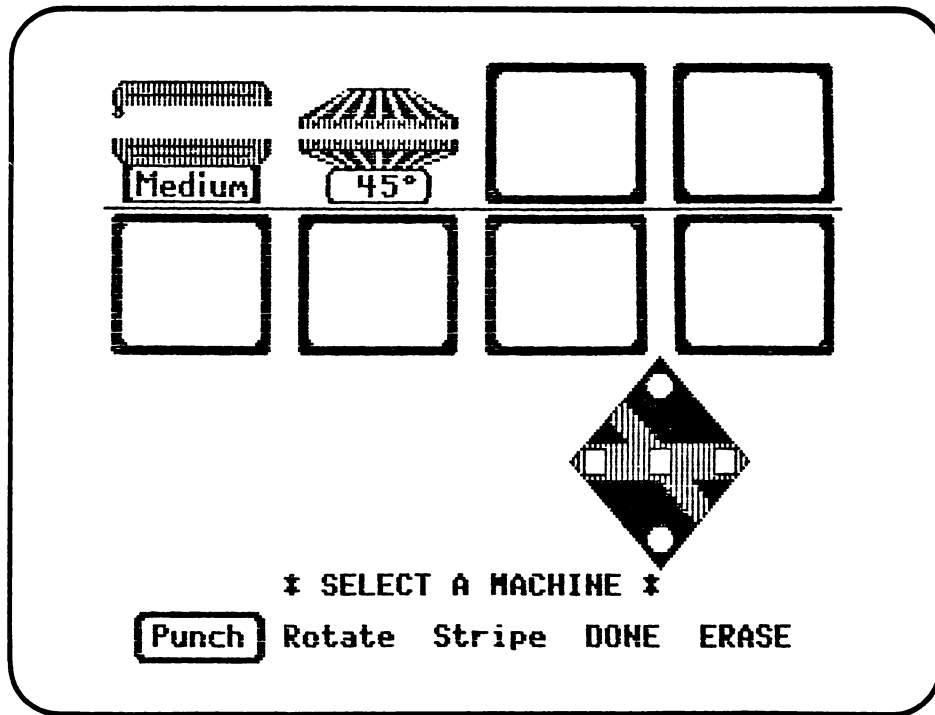 Medium 45°
* SELECT A MACHINE *
Punch Rotate Stripe DONE ERASE